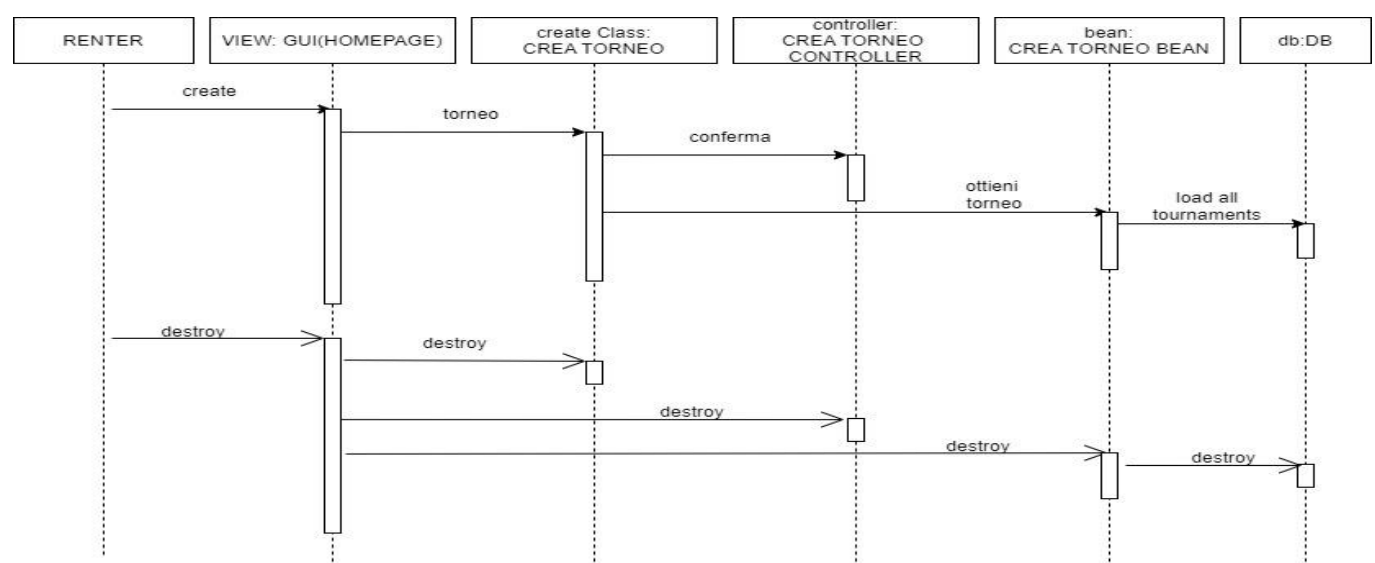 RENTER
VIEW: GUI(HOMEPAGE)
create Class:
CREA TORNEO
controller:
CREA TORNEO
CONTROLLER
bean:
CREA TORNEO BEAN
db:DB
create
torneo
conferma
ottieni
torneo
load all
tournaments
destroy
destroy
destroy
destroy
destroy